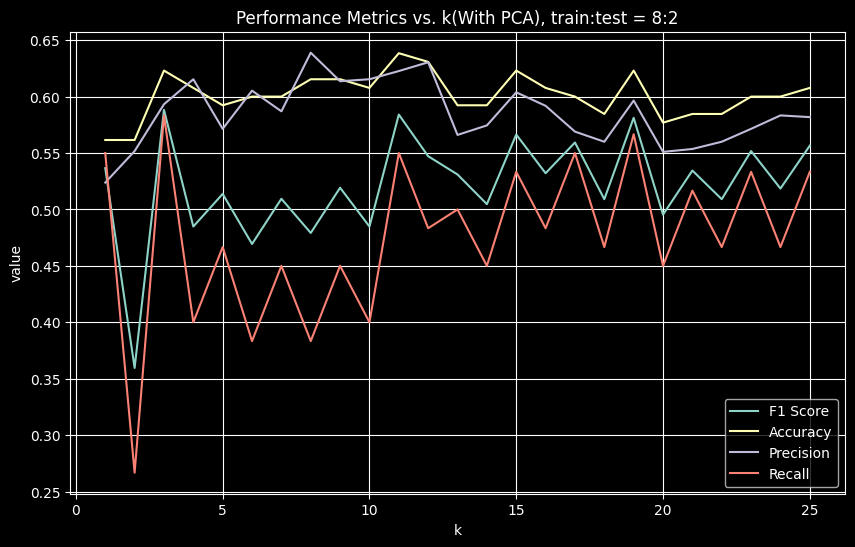 Performance Metrics vs. k(With PCA), train:test = 8:2
value
0.65
0.60
0.55
0.50
0.45
0.40
0.35
0.30
0.25
0 5 10 15 20 25
k
F1 Score
Accuracy
Precision
Recall